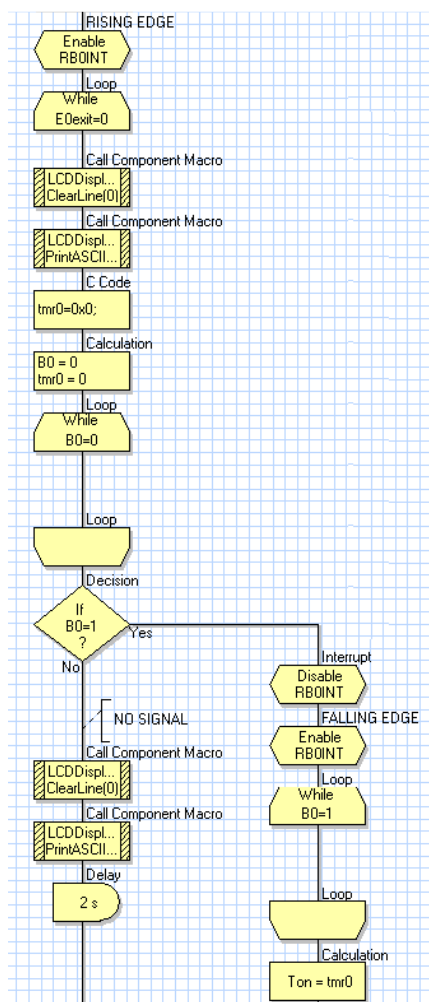 RISING EDGE
Enable
RB0INT
Loop
While
E0exit=0
Call Component Macro
LCDDispl...
ClearLine(0)
Call Component Macro
LCDDispl...
PrintASCII...
C Code
tmr0=0x0;
Calculation
B0 = 0
tmr0 = 0
Loop
While
B0=0
Loop
Decision
If
B0=1
?
Yes
No
NO SIGNAL
Call Component Macro
LCDDispl...
ClearLine(0)
Call Component Macro
LCDDispl...
PrintASCII...
Delay
2 s
Interrupt
Disable
RB0INT
FALLING EDGE
Enable
RB0INT
Loop
While
B0=1
Loop
Calculation
Ton = tmr0